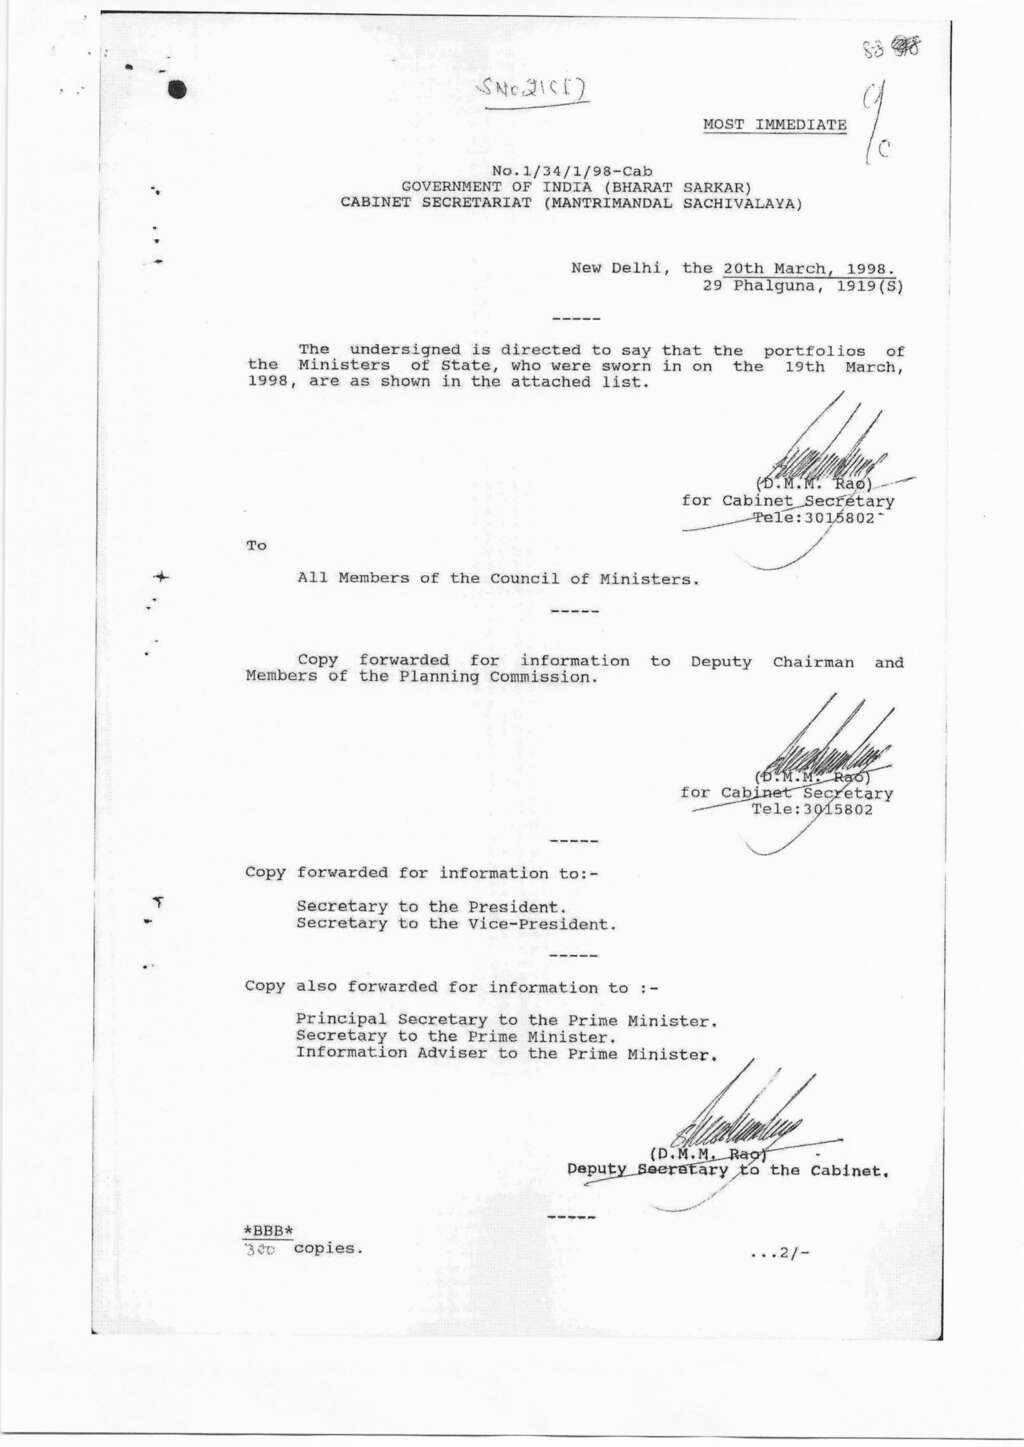 83
SNo21(I)
MOST IMMEDIATE
No.1/34/1/98-Cab
GOVERNMENT OF INDIA (BHARAT SARKAR)
CABINET SECRETARIAT (MANTRIMANDAL SACHIVALAYA)
New Delhi, the 20th March, 1998.
29 Phalguna, 1919(S)
-----
The undersigned is directed to say that the portfolios of
the Ministers of State, who were sworn in on the 19th March,
1998, are as shown in the attached list.
(D.M.M. Rao)
for Cabinet Secretary
Tele:3015802
To
All Members of the Council of Ministers.
-----
Copy forwarded for information to Deputy Chairman and
Members of the Planning Commission.
(D.M.M. Rao)
for Cabinet Secretary
Tele:3015802
-----
Copy forwarded for information to:-
Secretary to the President.
Secretary to the Vice-President.
-----
Copy also forwarded for information to :-
Principal Secretary to the Prime Minister.
Secretary to the Prime Minister.
Information Adviser to the Prime Minister.
(D.M.M. Rao)
Deputy Secretary to the Cabinet.
-----
*BBB*
300 copies.
...2/-